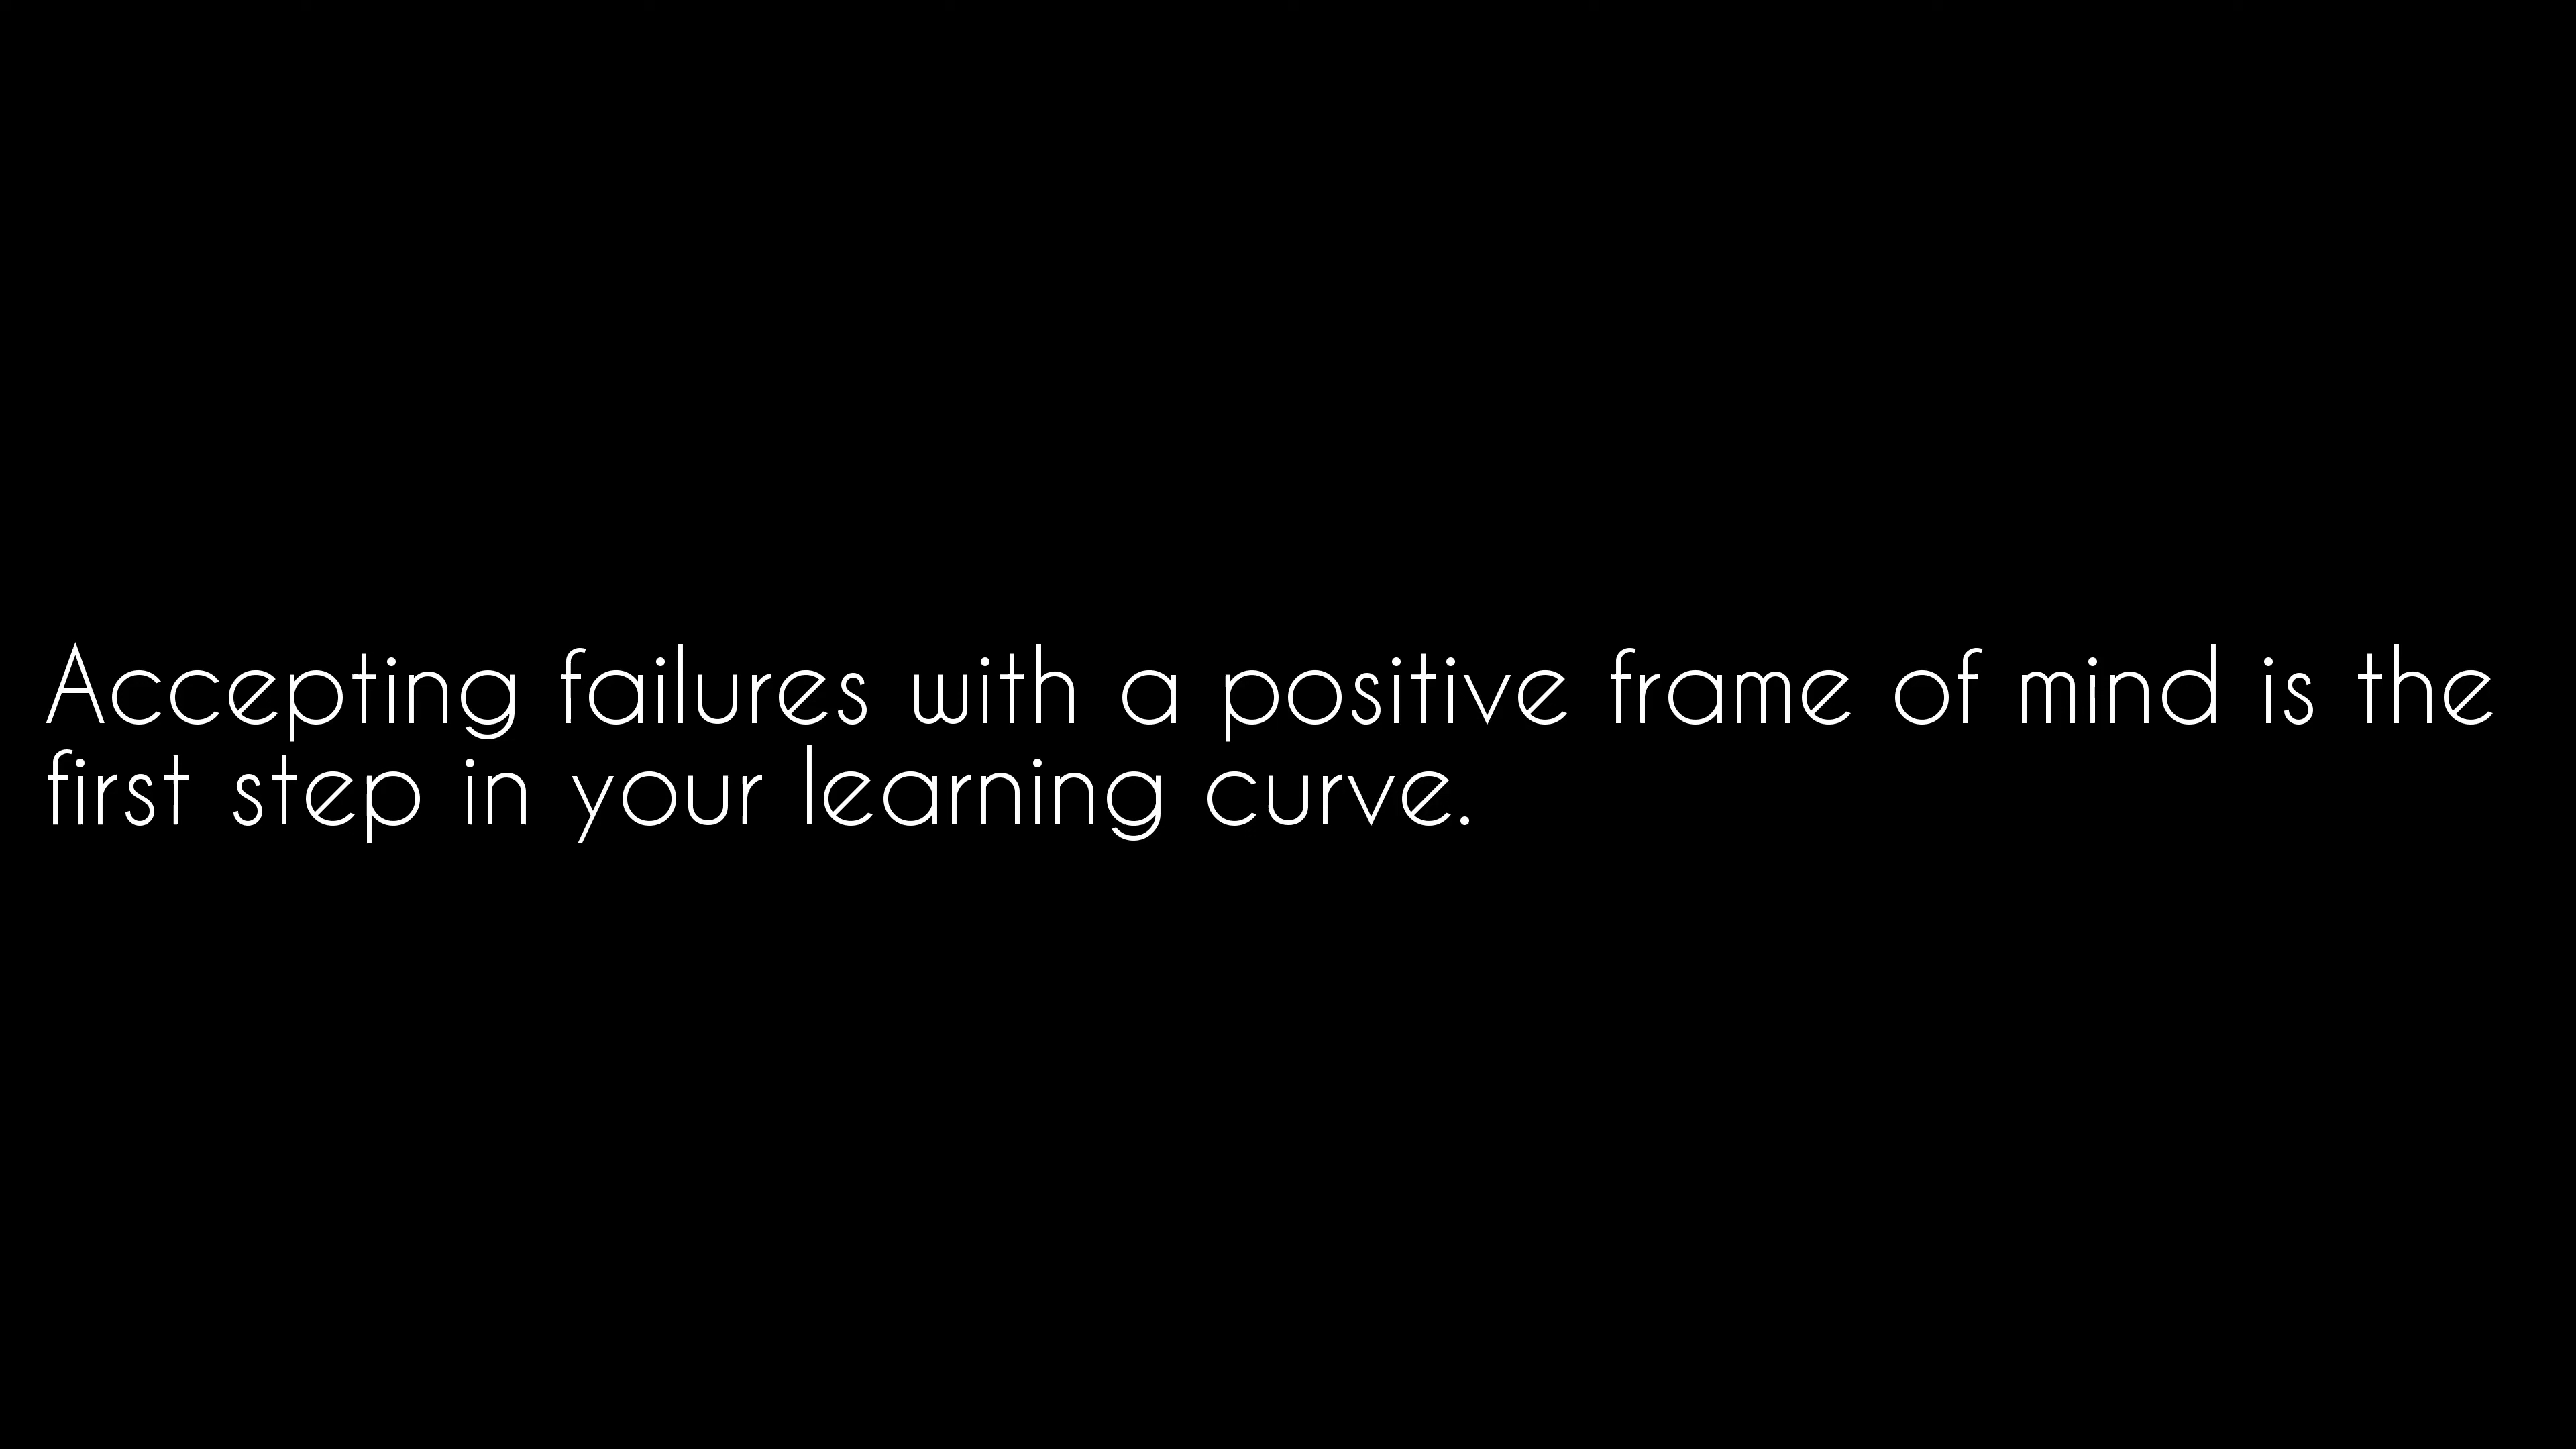 Accepting failures with a positive frame of mind is the
first step in your learning curve.